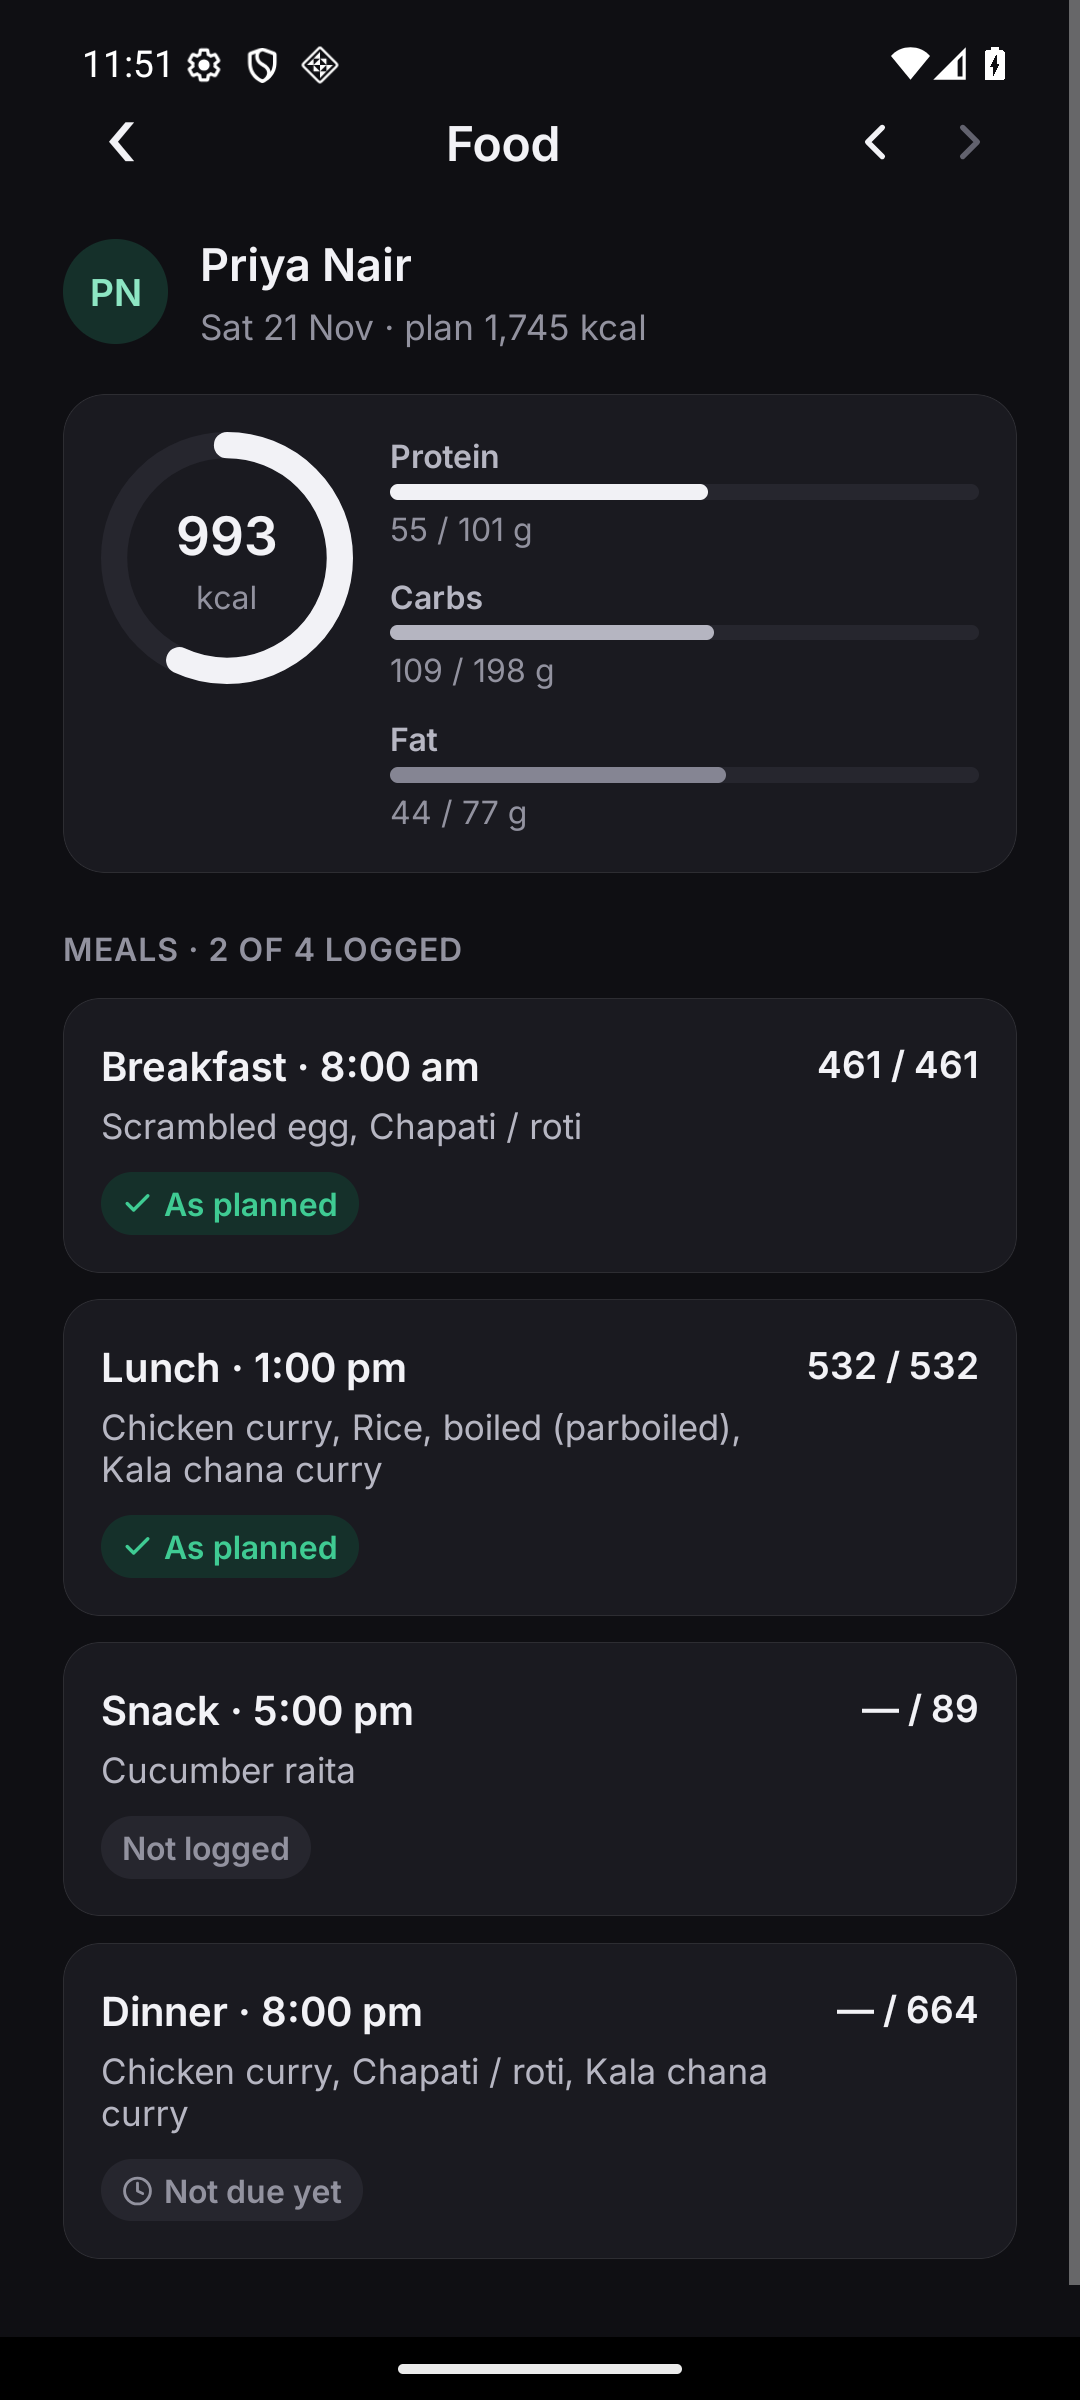 11:51
Food
PN
Priya Nair
Sat 21 Nov · plan 1,745 kcal
993
kcal
Protein
55 / 101 g
Carbs
109 / 198 g
Fat
44 / 77 g
MEALS · 2 OF 4 LOGGED
Breakfast · 8:00 am
461 / 461
Scrambled egg, Chapati / roti
As planned
Lunch · 1:00 pm
532 / 532
Chicken curry, Rice, boiled (parboiled),
Kala chana curry
As planned
Snack · 5:00 pm
— / 89
Cucumber raita
Not logged
Dinner · 8:00 pm
— / 664
Chicken curry, Chapati / roti, Kala chana
curry
Not due yet